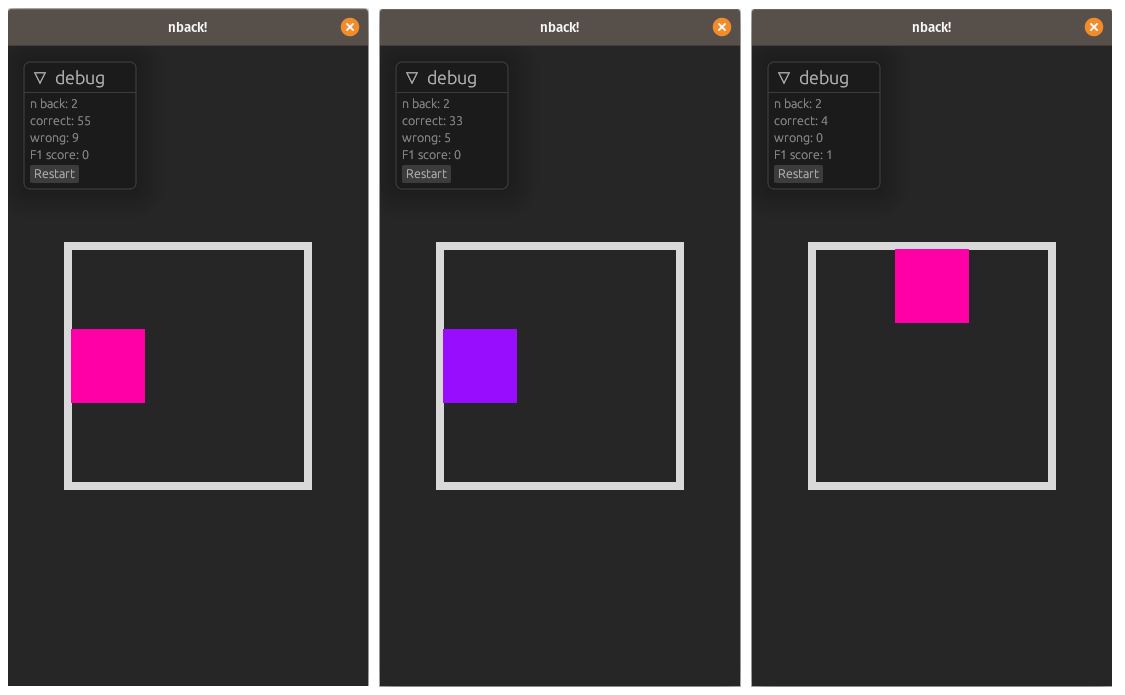 nback!
▽ debug
n back: 2
correct: 55
wrong: 9
F1 score: 0
Restart
nback!
▽ debug
n back: 2
correct: 33
wrong: 5
F1 score: 0
Restart
nback!
▽ debug
n back: 2
correct: 4
wrong: 0
F1 score: 1
Restart